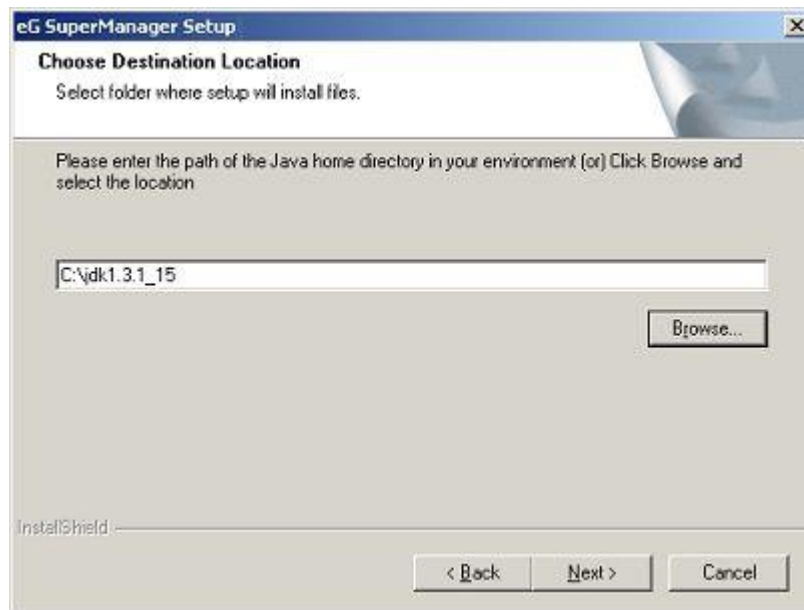 eG SuperManager Setup
Choose Destination Location
Select folder where setup will install files.
Please enter the path of the Java home directory in your environment (or) Click Browse and
select the location
C:\jdk1.3.1_15
Browse...
InstallShield
< Back
Next >
Cancel